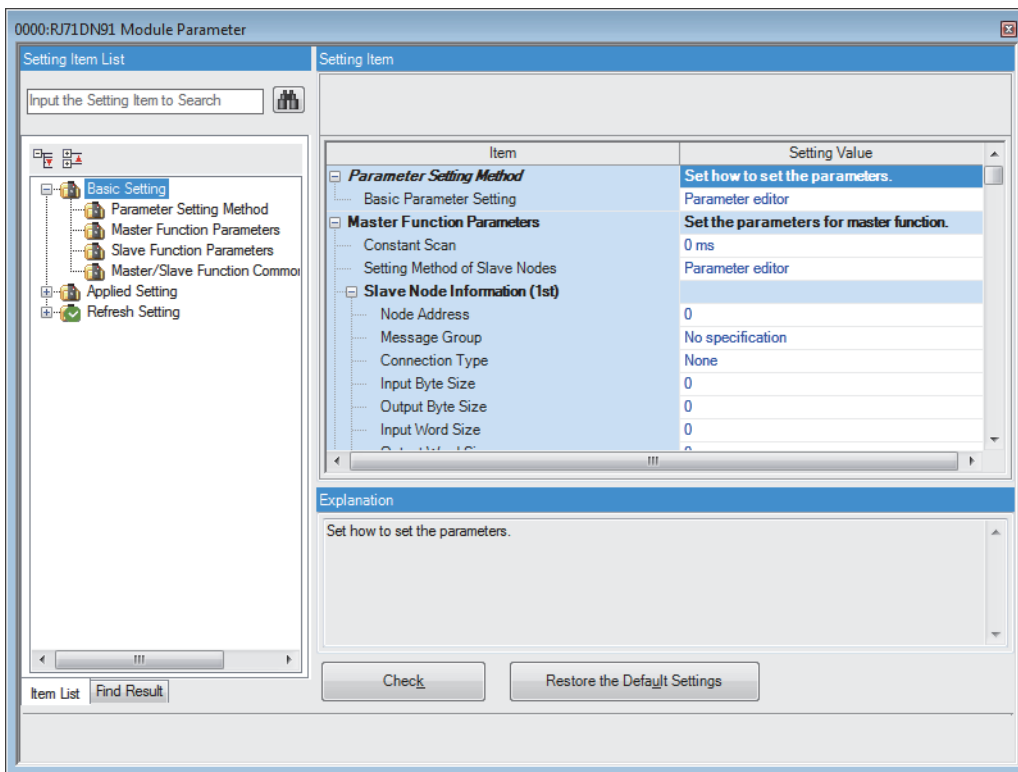 0000:RJ71DN91 Module Parameter
Setting Item List
Input the Setting Item to Search
Basic Setting
Parameter Setting Method
Master Function Parameters
Slave Function Parameters
Master/Slave Function Commo
Applied Setting
Refresh Setting
Item List Find Result
Setting Item
Item Setting Value
Parameter Setting Method Set how to set the parameters.
Basic Parameter Setting Parameter editor
Master Function Parameters Set the parameters for master function.
Constant Scan 0 ms
Setting Method of Slave Nodes Parameter editor
Slave Node Information (1st)
Node Address 0
Message Group No specification
Connection Type None
Input Byte Size 0
Output Byte Size 0
Input Word Size 0
Explanation
Set how to set the parameters.
Check Restore the Default Settings